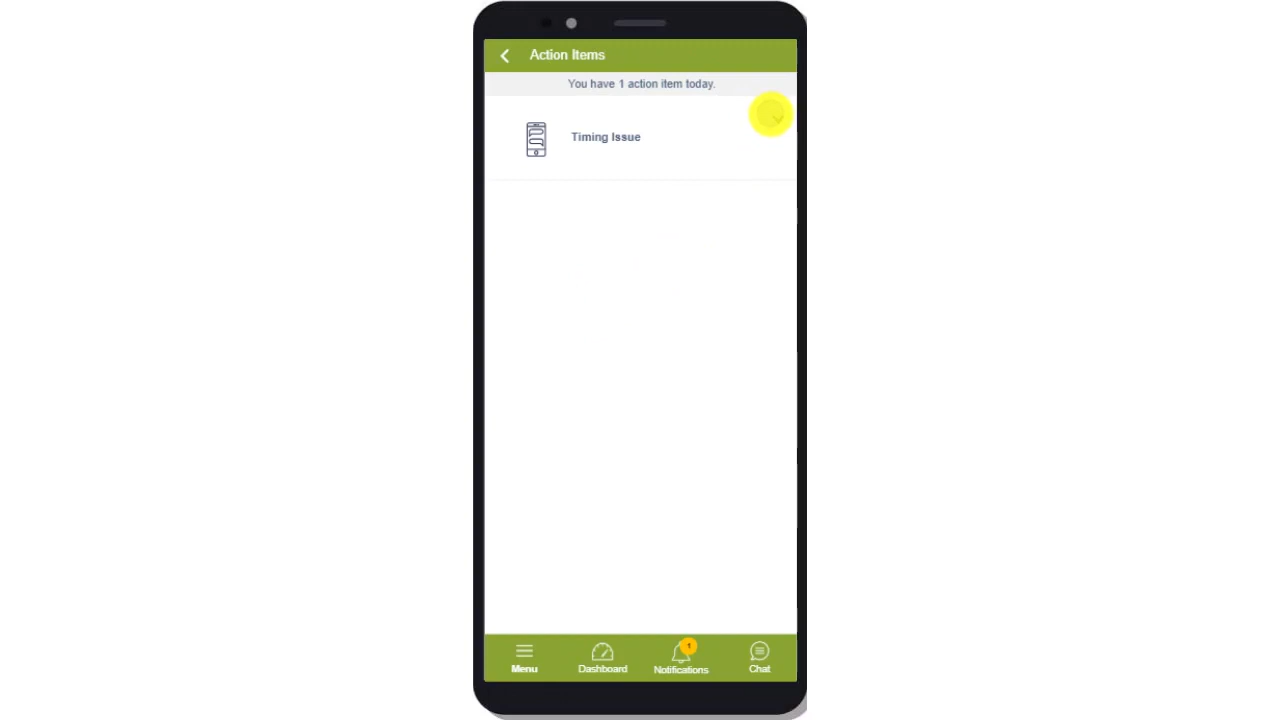 Action Items
You have 1 action item today.
Timing Issue
1
Menu Dashboard Notifications Chat